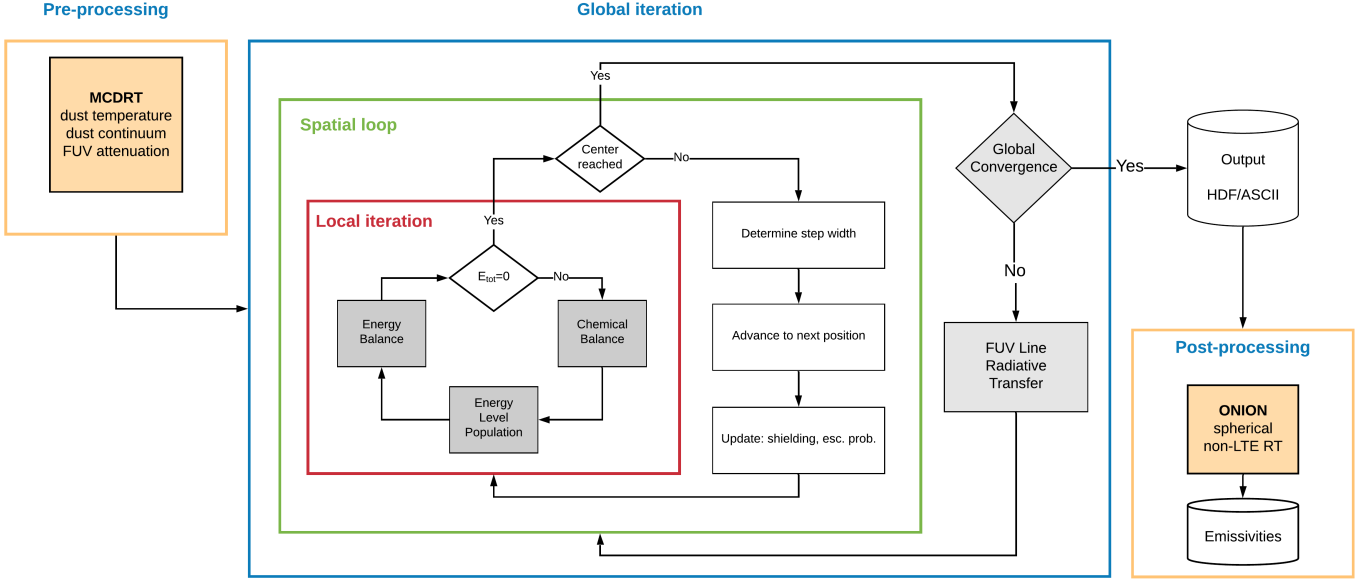 Pre-processing
Global iteration
MCDRT
dust temperature
dust continuum
FUV attenuation
Spatial loop
Yes
Center
reached
No
Global
Convergence
Yes
Output
HDF/ASCII
Local iteration
Yes
E_tot=0
No
Energy
Balance
Chemical
Balance
Energy
Level
Population
Determine step width
Advance to next position
Update: shielding, esc. prob.
No
FUV Line
Radiative
Transfer
Post-processing
ONION
spherical
non-LTE RT
Emissivities